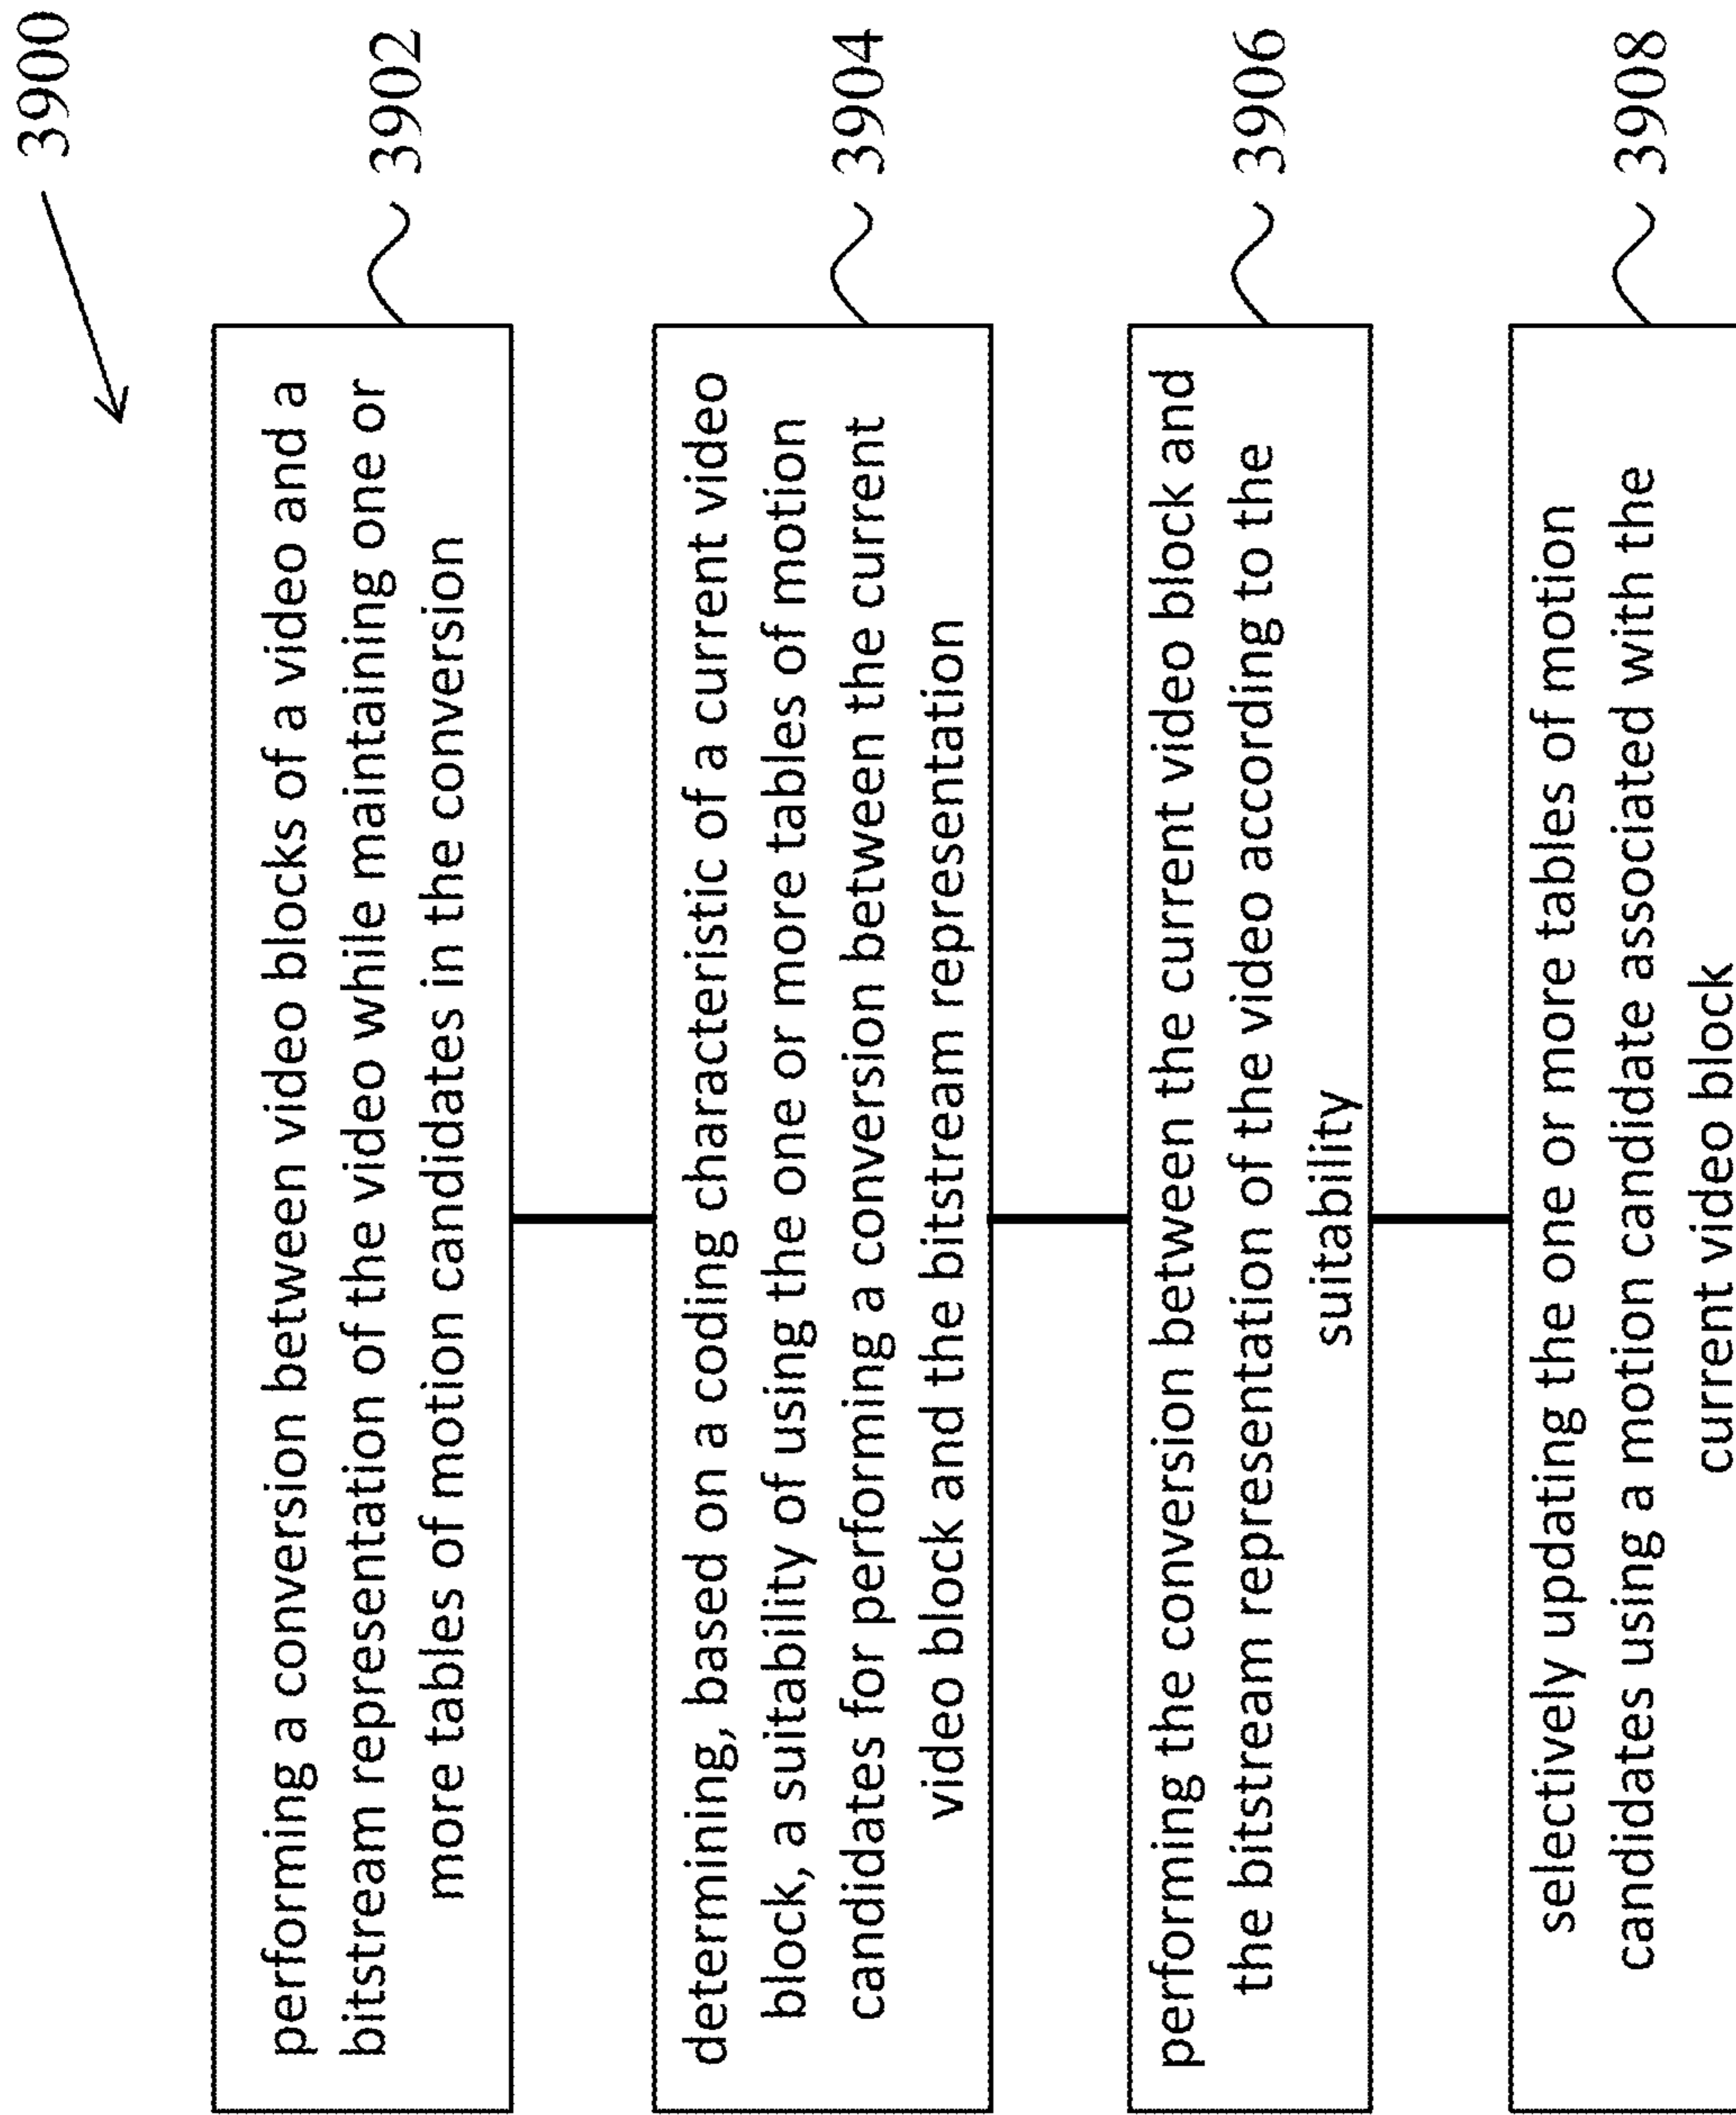 3900
performing a conversion between video blocks of a video and a
bitstream representation of the video while maintaining one or
more tables of motion candidates in the conversion
3902
determining, based on a coding characteristic of a current video
block, a suitability of using the one or more tables of motion
candidates for performing a conversion between the current
video block and the bitstream representation
3904
performing the conversion between the current video block and
the bitstream representation of the video according to the
suitability
3906
selectively updating the one or more tables of motion
candidates using a motion candidate associated with the
current video block
3908